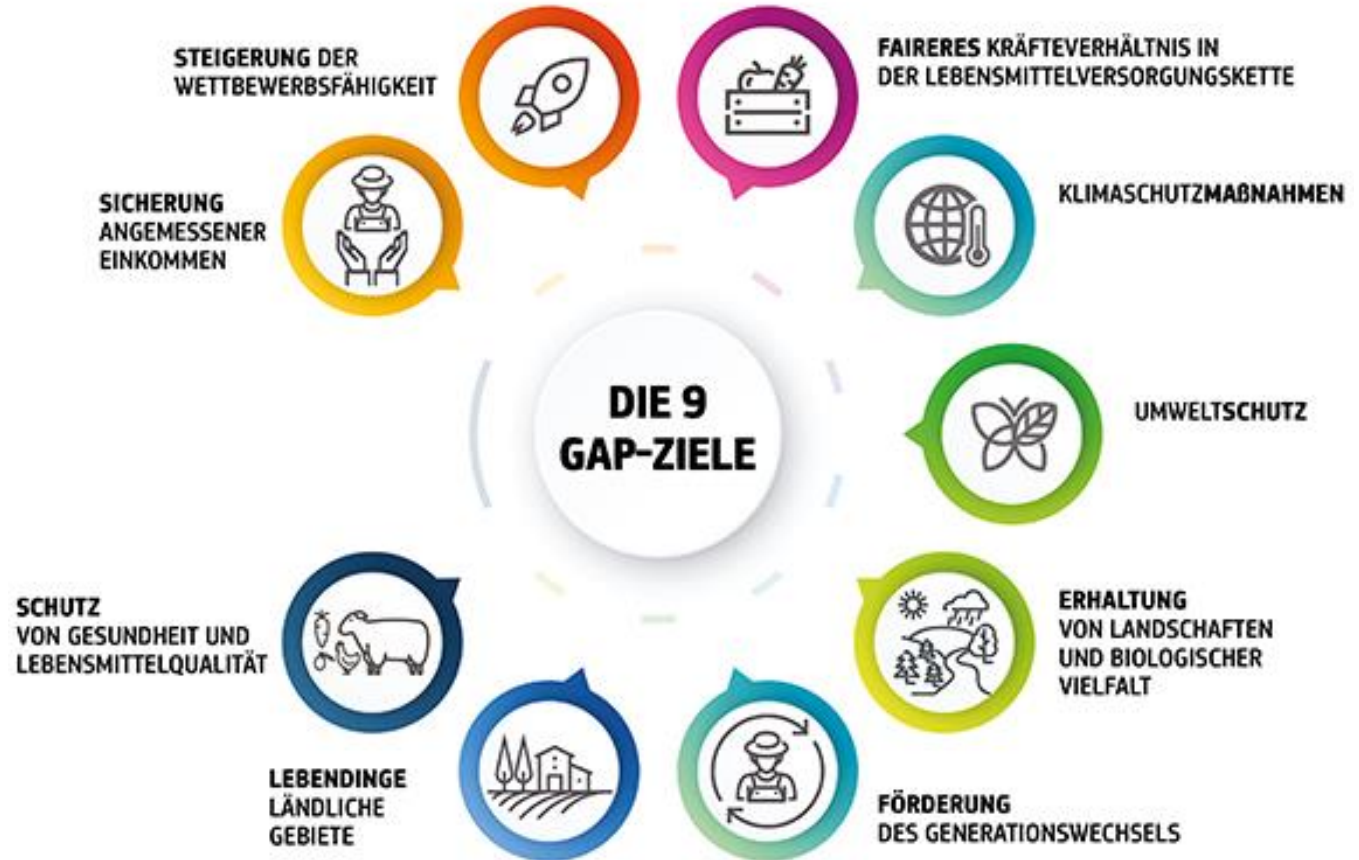 STEIGERUNG DER
WETTBEWERBSFÄHIGKEIT
FAIRERES KRÄFTEVERHÄLTNIS IN
DER LEBENSMITTELVERSORGUNGSKETTE
SICHERUNG
ANGEMESSENER
EINKOMMEN
KLIMASCHUTZMAẞNAHMEN
DIE 9
GAP-ZIELE
UMWELTSCHUTZ
SCHUTZ
VON GESUNDHEIT UND
LEBENSMITTELQUALITÄT
ERHALTUNG
VON LANDSCHAFTEN
UND BIOLOGISCHER
VIELFALT
LEBENDINGE
LÄNDLICHE
GEBIETE
FÖRDERUNG
DES GENERATIONSWECHSELS